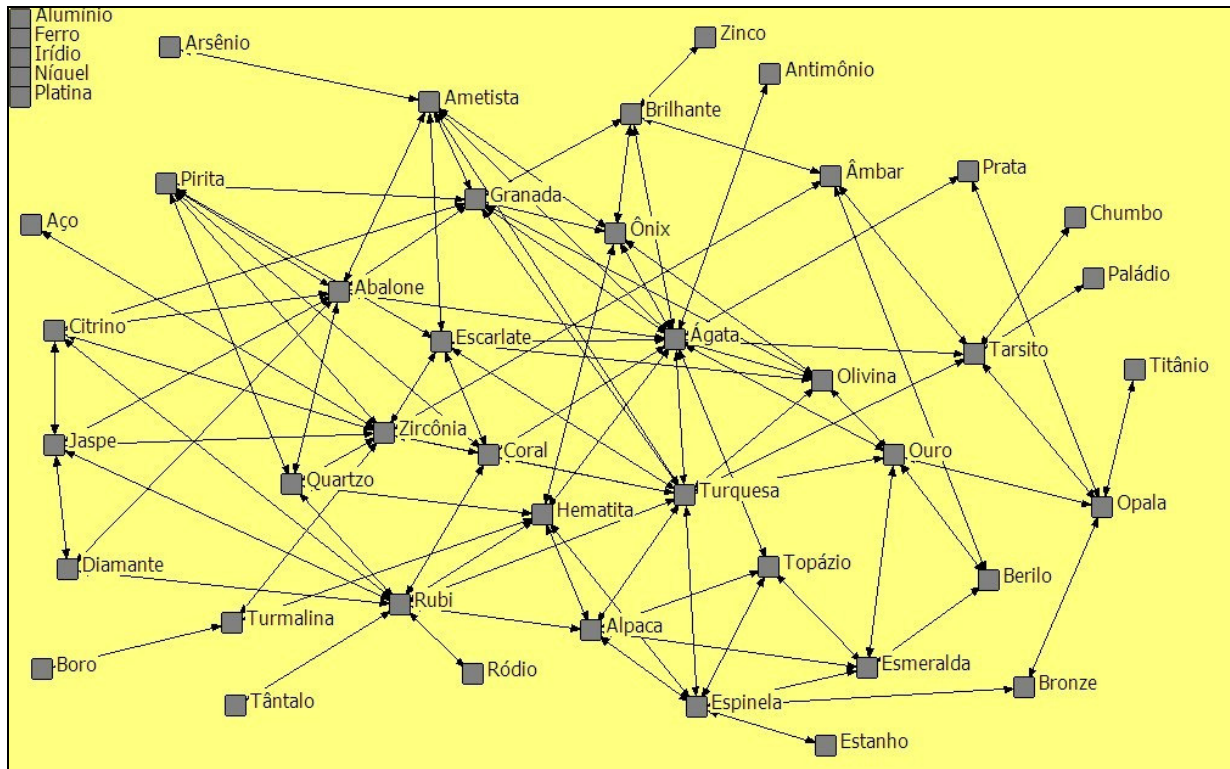 Alumínio
Ferro
Irídio
Níquel
Platina
Arsênio
Zinco
Antimônio
Ametista
Brilhante
Pirita
Granada
Âmbar
Prata
Aço
Ônix
Chumbo
Paládio
Abalone
Citrino
Escarlate
Ágata
Tarsito
Titânio
Olivina
Jaspe
Zircônia
Coral
Ouro
Quartzo
Turquesa
Opala
Hematita
Diamante
Topázio
Berilo
Rubi
Turmalina
Alpaca
Boro
Ródio
Esmeralda
Bronze
Tântalo
Espinela
Estanho